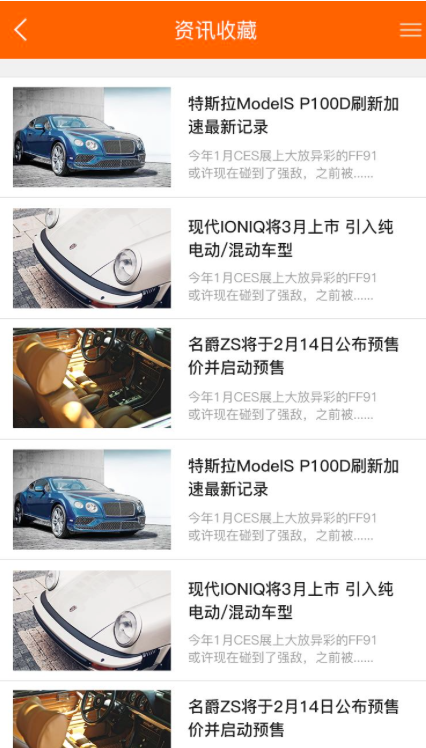 资讯收藏
特斯拉ModelS P100D刷新加
速最新记录
今年1月CES展上大放异彩的FF91
或许现在碰到了强敌，之前被......
现代IONIQ将3月上市 引入纯
电动/混动车型
今年1月CES展上大放异彩的FF91
或许现在碰到了强敌，之前被......
名爵ZS将于2月14日公布预售
价并启动预售
今年1月CES展上大放异彩的FF91
或许现在碰到了强敌，之前被......
特斯拉ModelS P100D刷新加
速最新记录
今年1月CES展上大放异彩的FF91
或许现在碰到了强敌，之前被......
现代IONIQ将3月上市 引入纯
电动/混动车型
今年1月CES展上大放异彩的FF91
或许现在碰到了强敌，之前被......
名爵ZS将于2月14日公布预售
价并启动预售